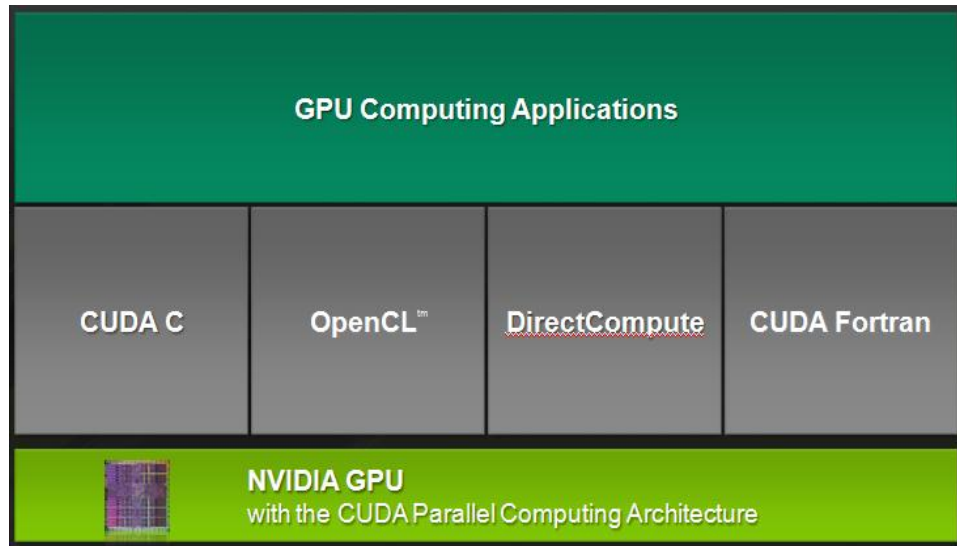 GPU Computing Applications
CUDA C
OpenCL™
DirectCompute
CUDA Fortran
NVIDIA GPU
with the CUDA Parallel Computing Architecture